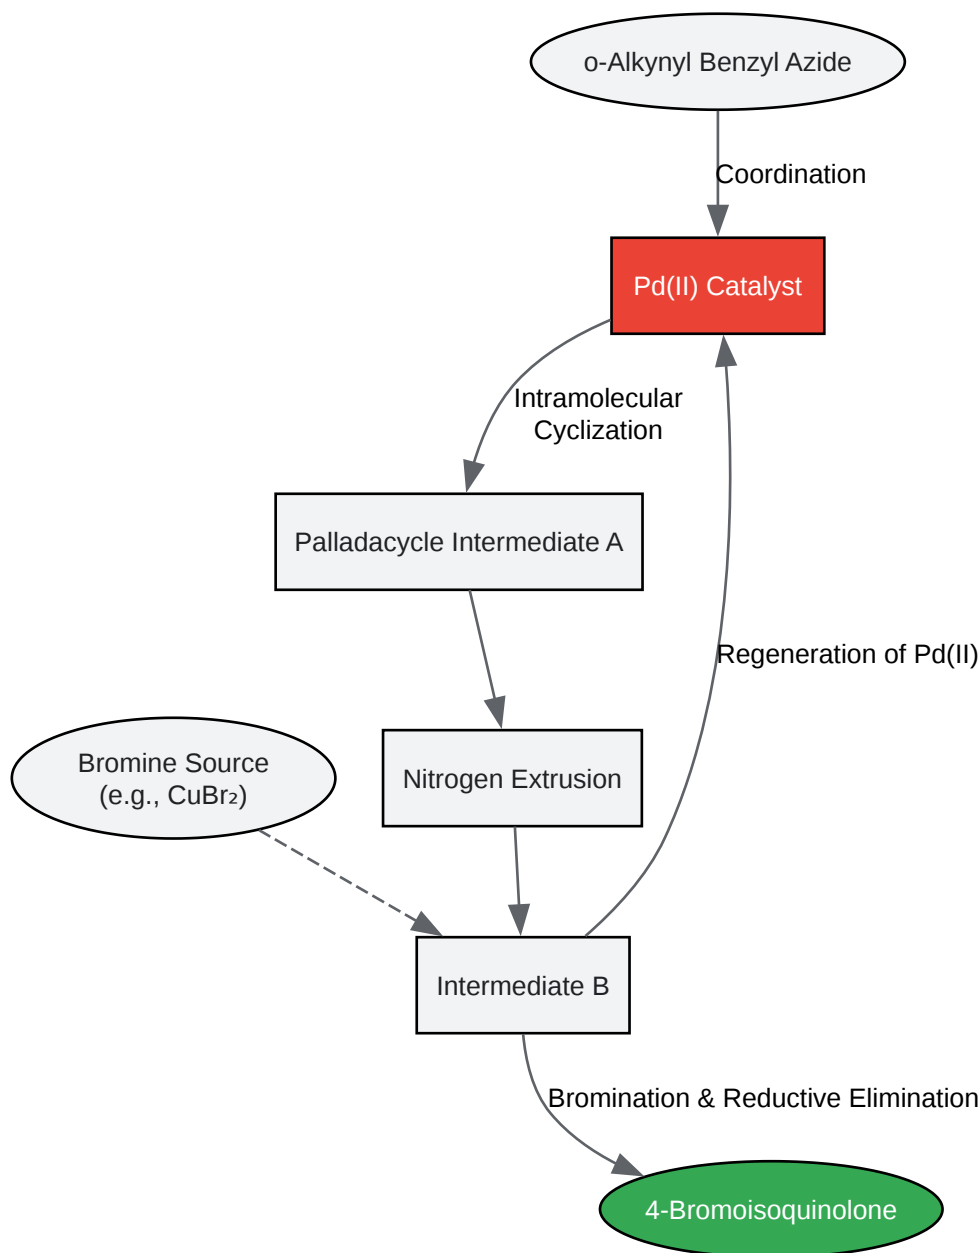 o-Alkynyl Benzyl Azide
Coordination
Pd(II) Catalyst
Intramolecular
Cyclization
Palladacycle Intermediate A
Regeneration of Pd(II)
Nitrogen Extrusion
Bromine Source
(e.g., CuBr₂)
Intermediate B
Bromination & Reductive Elimination
4-Bromoisoquinolone